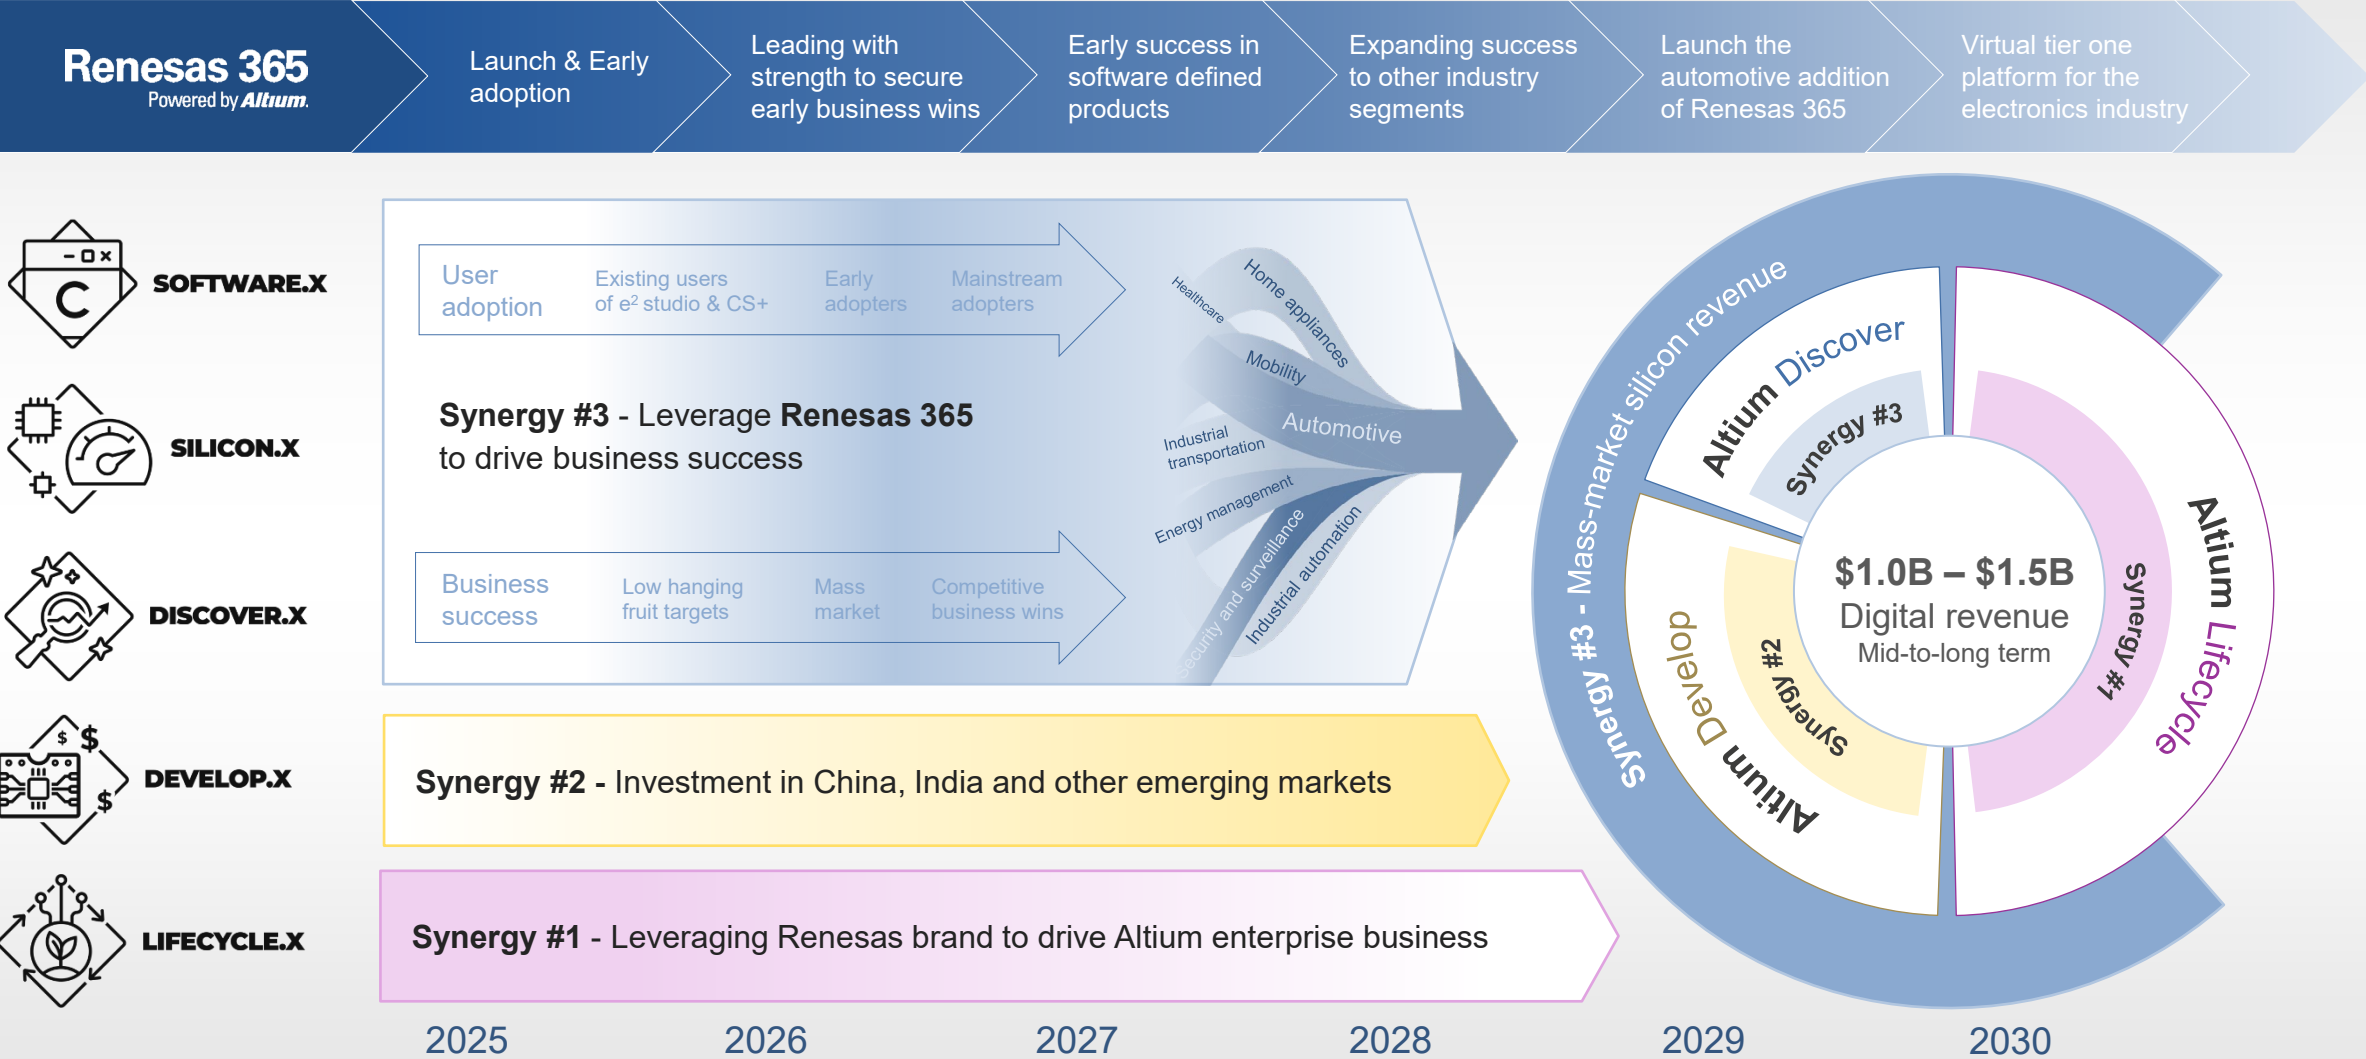 Renesas 365
Powered by Altium.
Launch & Early
adoption
Leading with
strength to secure
early business wins
Early success in
software defined
products
Expanding success
to other industry
segments
Launch the
automotive addition
of Renesas 365
Virtual tier one
platform for the
electronics industry
SOFTWARE.X
SILICON.X
DISCOVER.X
DEVELOP.X
LIFECYCLE.X
User
adoption
Existing users
of e² studio & CS+
Early
adopters
Mainstream
adopters
Synergy #3 - Leverage Renesas 365
to drive business success
Business
success
Low hanging
fruit targets
Mass
market
Competitive
business wins
Healthcare
Home appliances
Mobility
Automotive
Industrial
transportation
Energy management
Security and surveillance
Industrial automation
Synergy #2 - Investment in China, India and other emerging markets
Synergy #1 - Leveraging Renesas brand to drive Altium enterprise business
Synergy #3 - Mass-market silicon revenue
Altium Discover
Synergy #3
Altium Develop
Synergy #2
Altium Lifecycle
Synergy #1
$1.0B – $1.5B
Digital revenue
Mid-to-long term
2025
2026
2027
2028
2029
2030